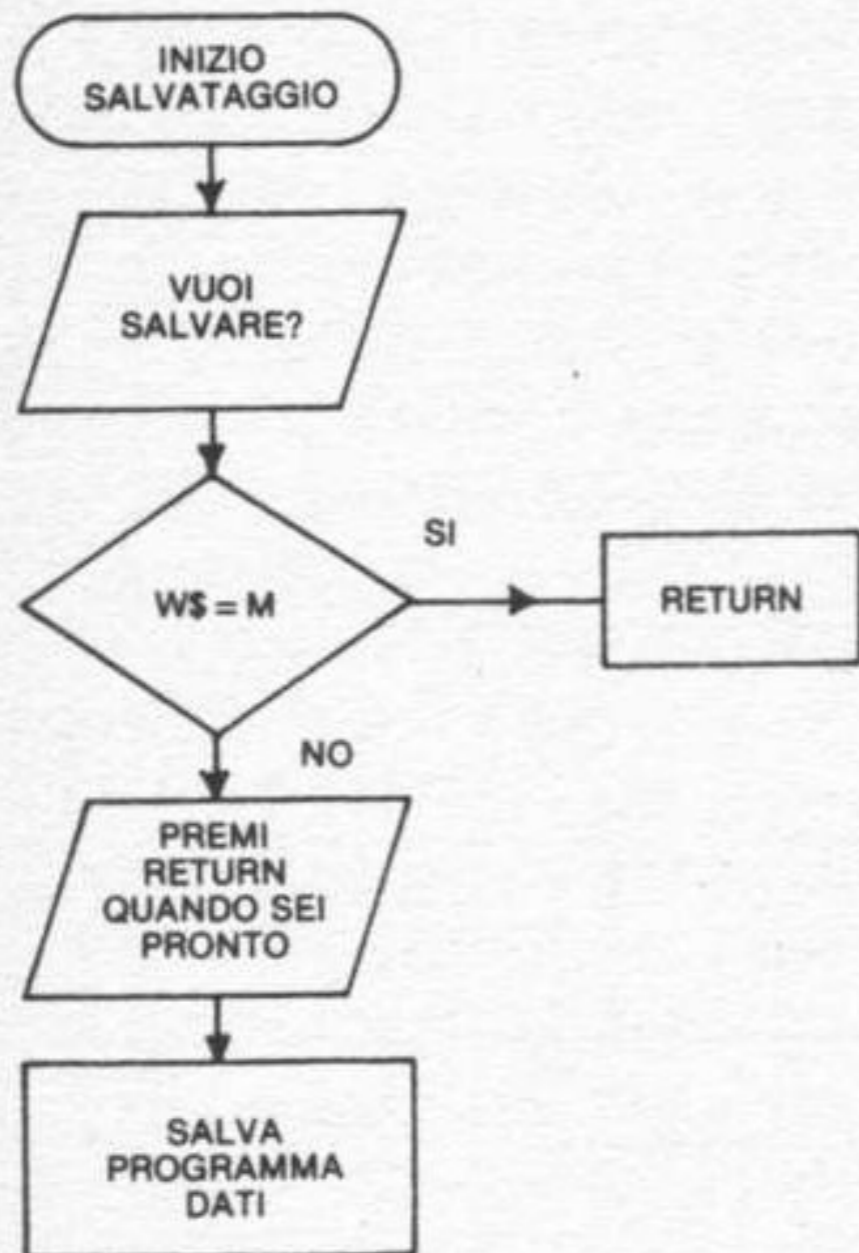 INIZIO
SALVATAGGIO
VUOI
SALVARE?
W$ = M
SI
RETURN
NO
PREMI
RETURN
QUANDO SEI
PRONTO
SALVA
PROGRAMMA
DATI